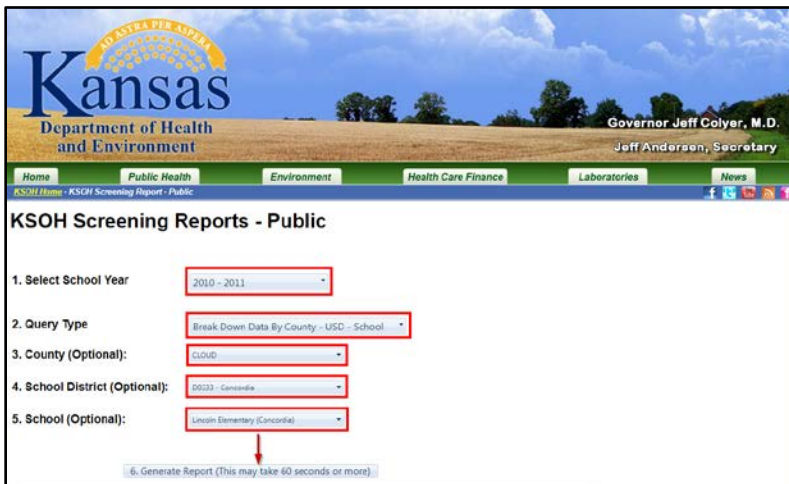 AD ASTRA PER ASPERA
Kansas
Department of Health
and Environment
Governor Jeff Colyer, M.D.
Jeff Andersen, Secretary
Home Public Health Environment Health Care Finance Laboratories News
KSOH Home - KSOH Screening Report - Public
KSOH Screening Reports - Public
1. Select School Year 2010 - 2011
2. Query Type Break Down Data By County - USD - School
3. County (Optional): CLOUD
4. School District (Optional): D0333 - Concordia
5. School (Optional): Lincoln Elementary (Concordia)
6. Generate Report (This may take 60 seconds or more)